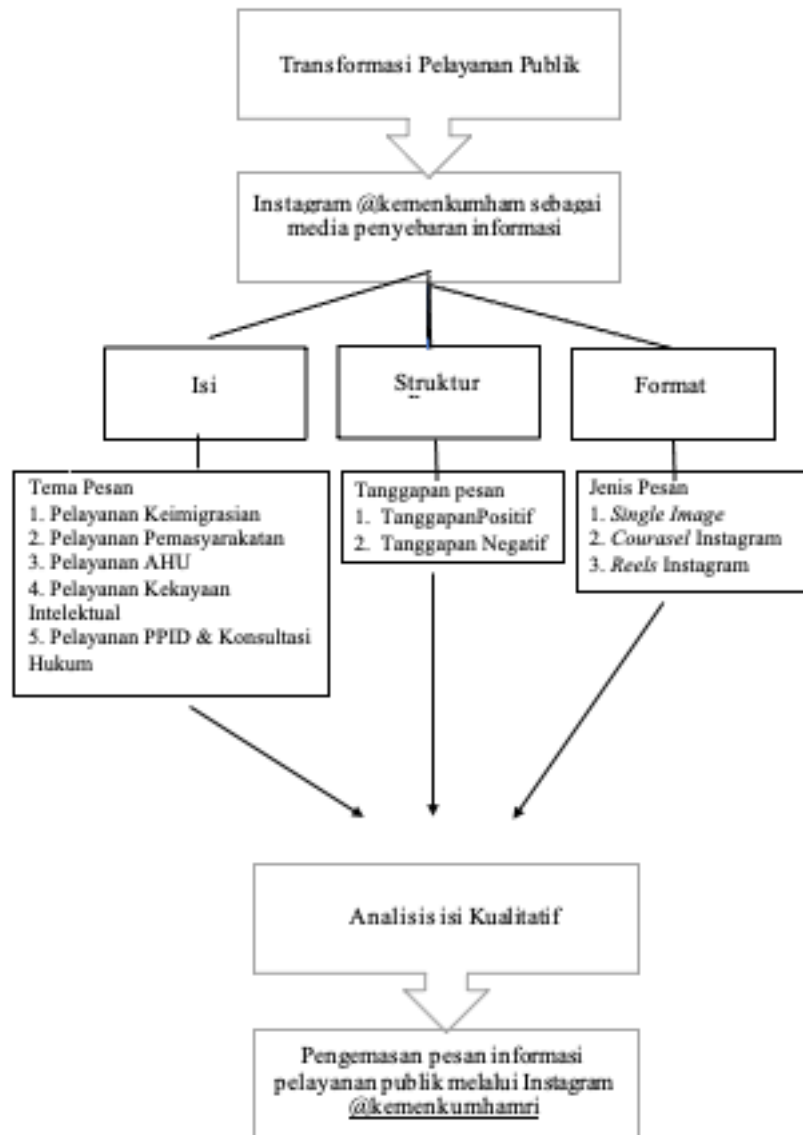 Transformasi Pelayanan Publik
Instagram @kemenkumham sebagai
media penyebaran informasi
Isi
Struktur
Format
Tema Pesan
1. Pelayanan Keimigrasian
2. Pelayanan Pemasyarakatan
3. Pelayanan AHU
4. Pelayanan Kekayaan
Intelektual
5. Pelayanan PPID & Konsultasi
Hukum
Tanggapan pesan
1. TanggapanPositif
2. Tanggapan Negatif
Jenis Pesan
1. Single Image
2. Courasel Instagram
3. Reels Instagram
Analisis isi Kualitatif
Pengemasan pesan informasi
pelayanan publik melalui Instagram
@kemenkumhamri